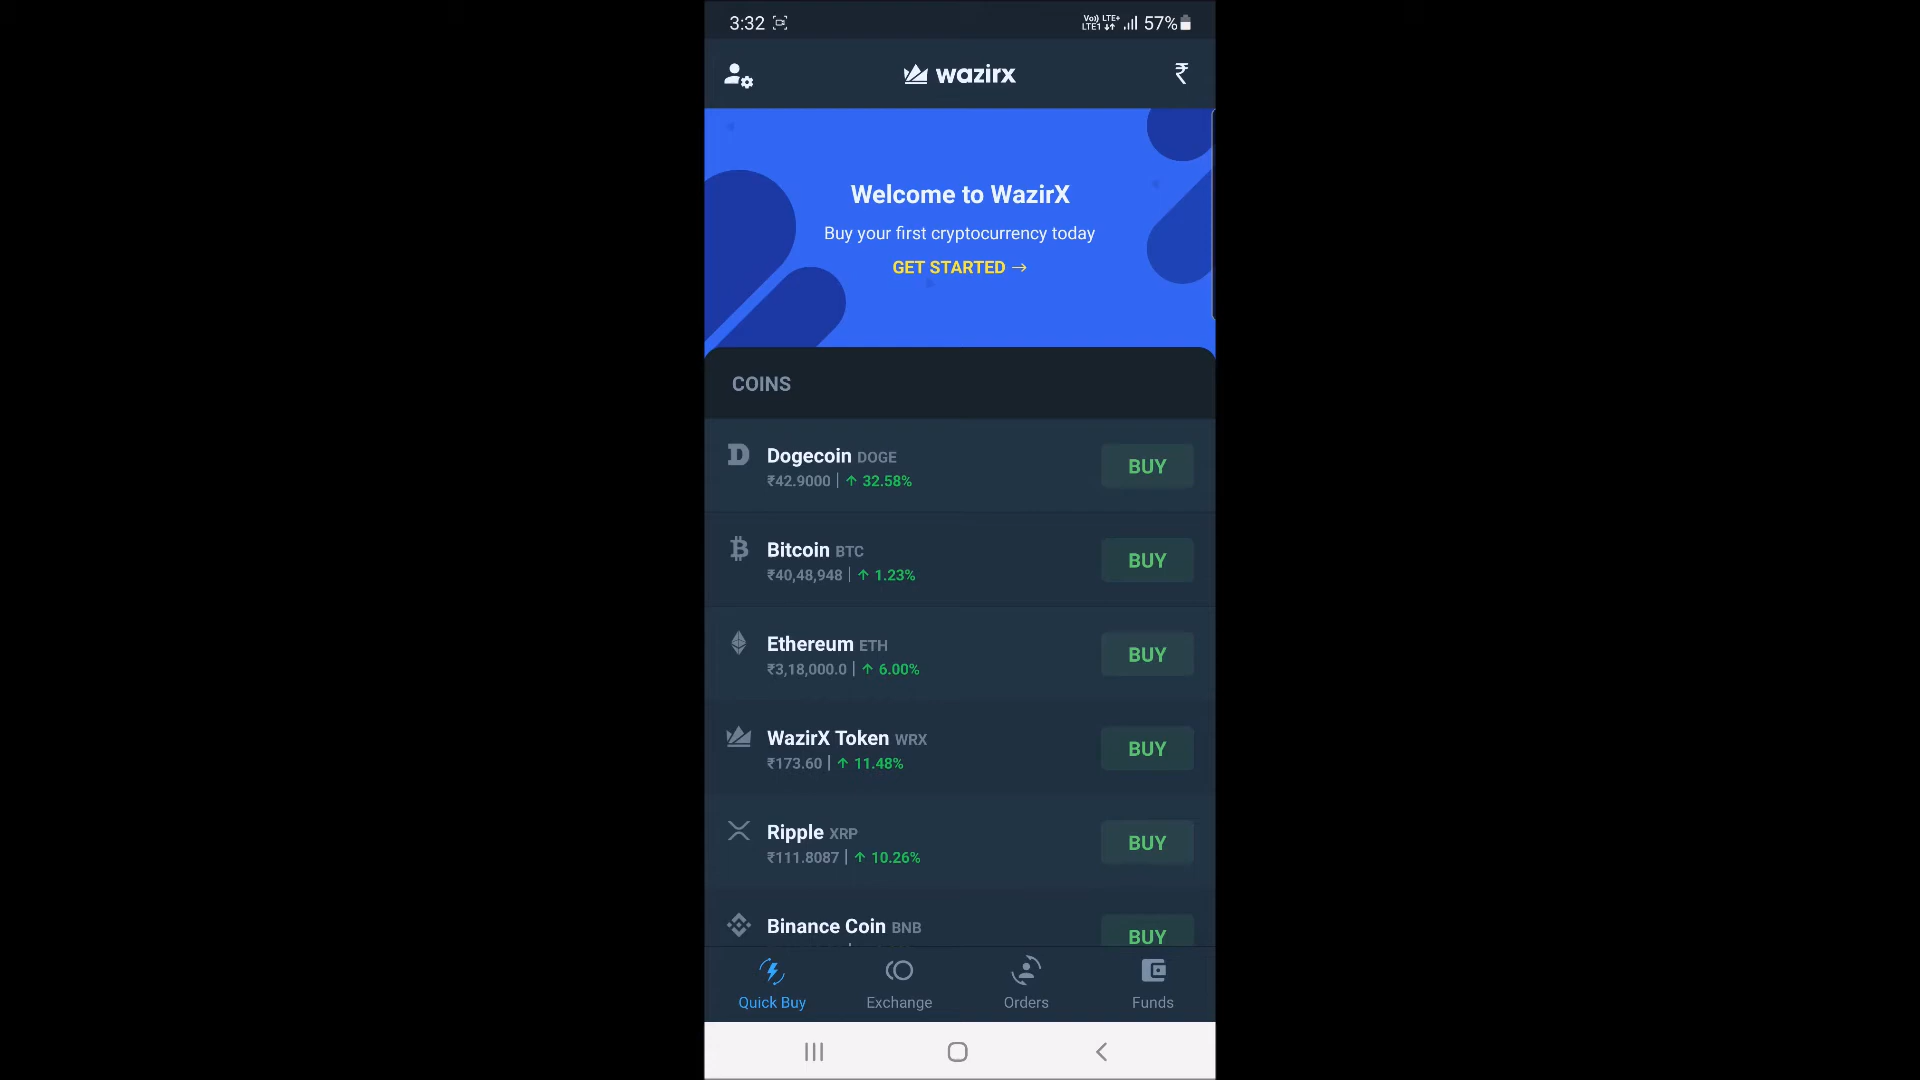 3:32
Vo)) LTE+
LTE1 57%
wazirx
₹
Welcome to WazirX
Buy your first cryptocurrency today
GET STARTED →
COINS
Dogecoin DOGE
₹42.9000 | ↑ 32.58%
BUY
Bitcoin BTC
₹40,48,948 | ↑ 1.23%
BUY
Ethereum ETH
₹3,18,000.0 | ↑ 6.00%
BUY
WazirX Token WRX
₹173.60 | ↑ 11.48%
BUY
Ripple XRP
₹111.8087 | ↑ 10.26%
BUY
Binance Coin BNB
BUY
Quick Buy
Exchange
Orders
Funds